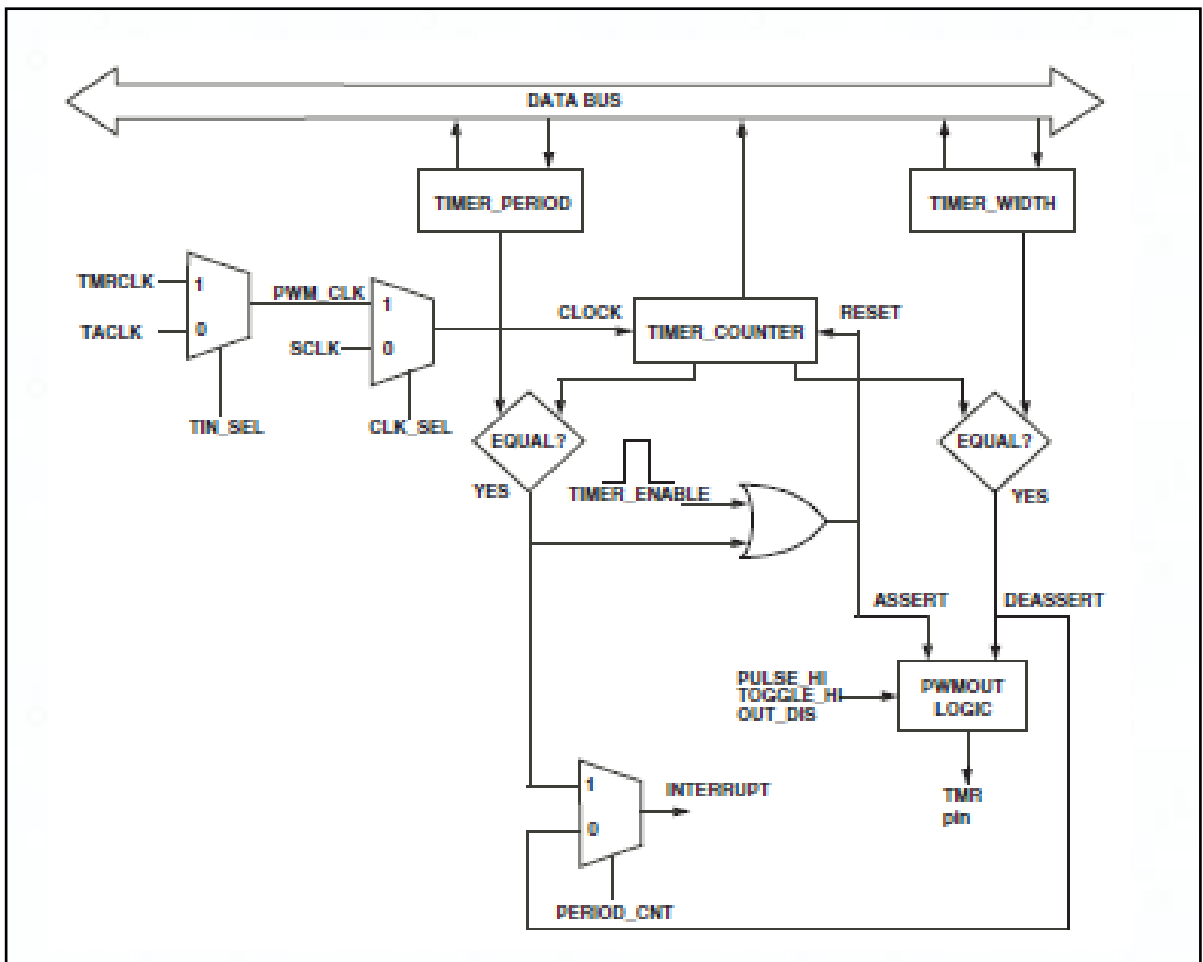 DATA BUS
TIMER_PERIOD
TIMER_WIDTH
TMRCLK
1
PWM_CLK
1
CLOCK
TIMER_COUNTER
RESET
TACLK
0
SCLK
0
TIN_SEL
CLK_SEL
EQUAL?
EQUAL?
YES
TIMER_ENABLE
YES
ASSERT
DEASSERT
PULSE_HI
TOGGLE_HI
OUT_DIS
PWMOUT
LOGIC
1
INTERRUPT
TMR
pin
0
PERIOD_CNT